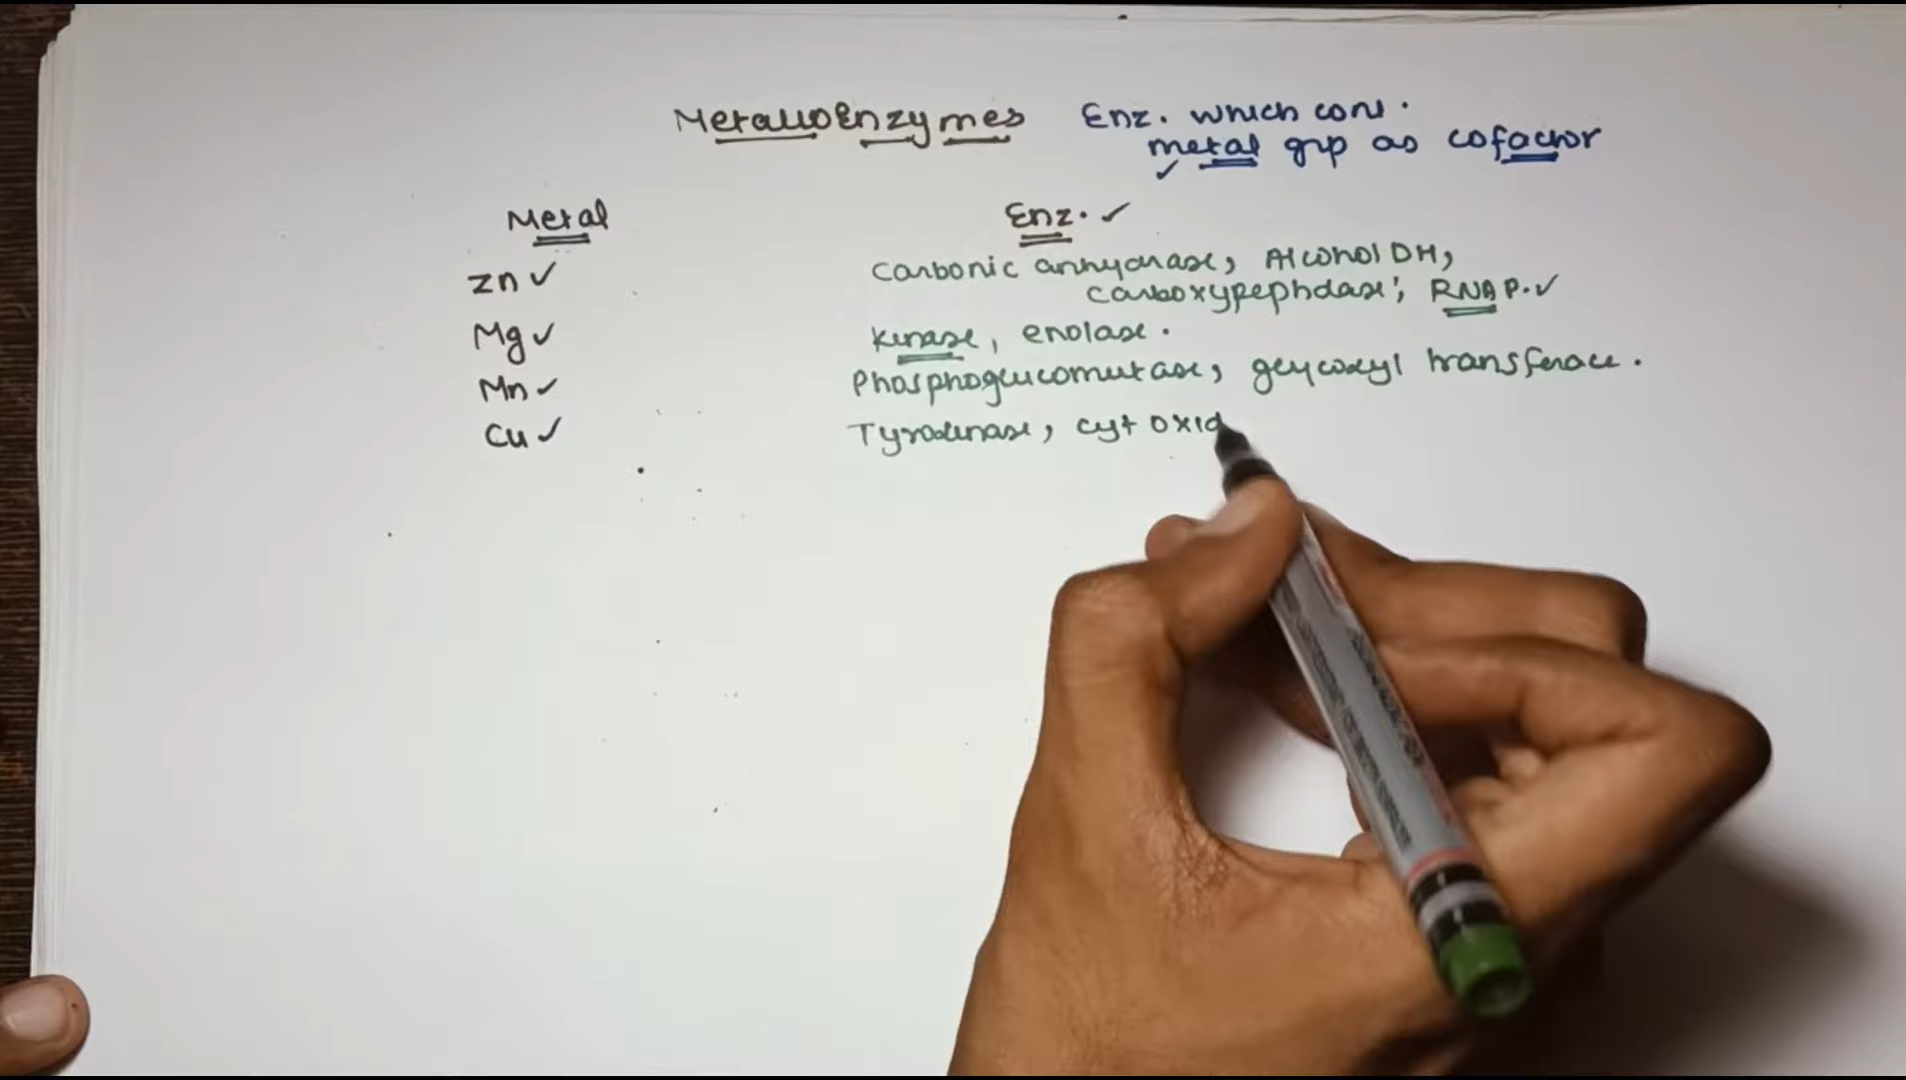 MetalloEnzymes Enz. which con.
metal grp as cofactor
Metal Enz. ✓
Zn ✓ Carbonic anhydrase, Alcohol DH,
carboxypeptidase, RNAP. ✓
Mg ✓ Kinase, enolase.
Mn ✓ Phosphoglucomutase, glycosyl transferase.
Cu ✓ Tyrosinase, cyt oxid